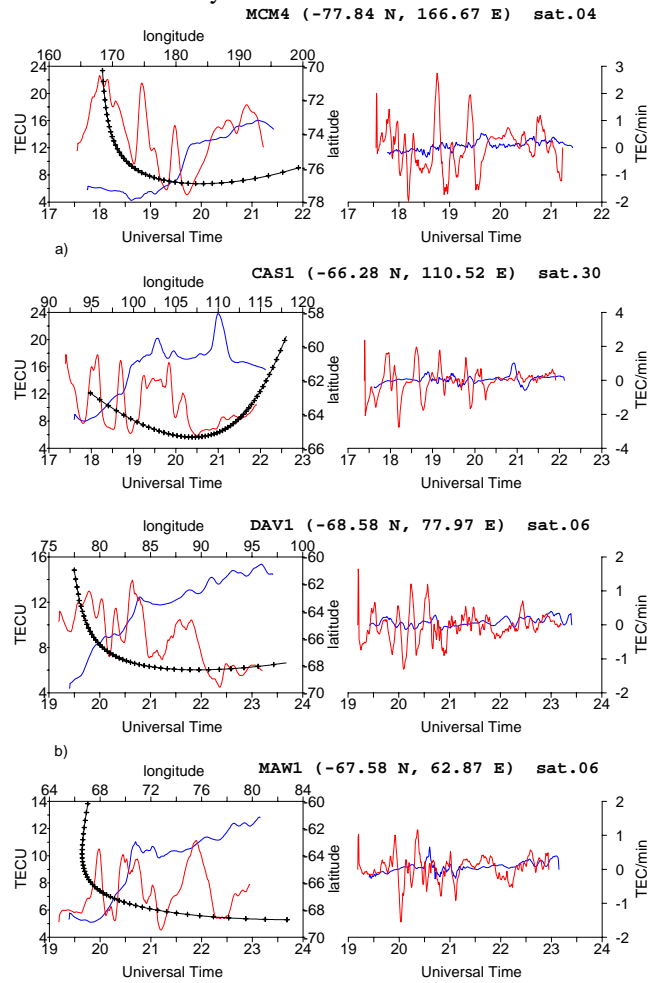 MCM4 (-77.84 N, 166.67 E) sat.04
longitude
160 170 180 190 200
24 20 16 12 8 4
TECU
-70 -72 -74 -76 -78
latitude
17 18 19 20 21 22
Universal Time
3 2 1 0 -1 -2
TEC/min
17 18 19 20 21 22
Universal Time
a)
CAS1 (-66.28 N, 110.52 E) sat.30
longitude
90 95 100 105 110 115 120
24 20 16 12 8 4
TECU
-58 -60 -62 -64 -66
latitude
17 18 19 20 21 22 23
Universal Time
4 2 0 -2 -4
TEC/min
17 18 19 20 21 22 23
Universal Time
DAV1 (-68.58 N, 77.97 E) sat.06
longitude
75 80 85 90 95 100
16 12 8 4
TECU
-60 -62 -64 -66 -68 -70
latitude
19 20 21 22 23 24
Universal Time
2 1 0 -1 -2
TEC/min
19 20 21 22 23 24
Universal Time
b)
MAW1 (-67.58 N, 62.87 E) sat.06
longitude
64 68 72 76 80 84
14 12 10 8 6 4
TECU
-60 -62 -64 -66 -68 -70
latitude
19 20 21 22 23 24
Universal Time
2 1 0 -1 -2
TEC/min
19 20 21 22 23 24
Universal Time